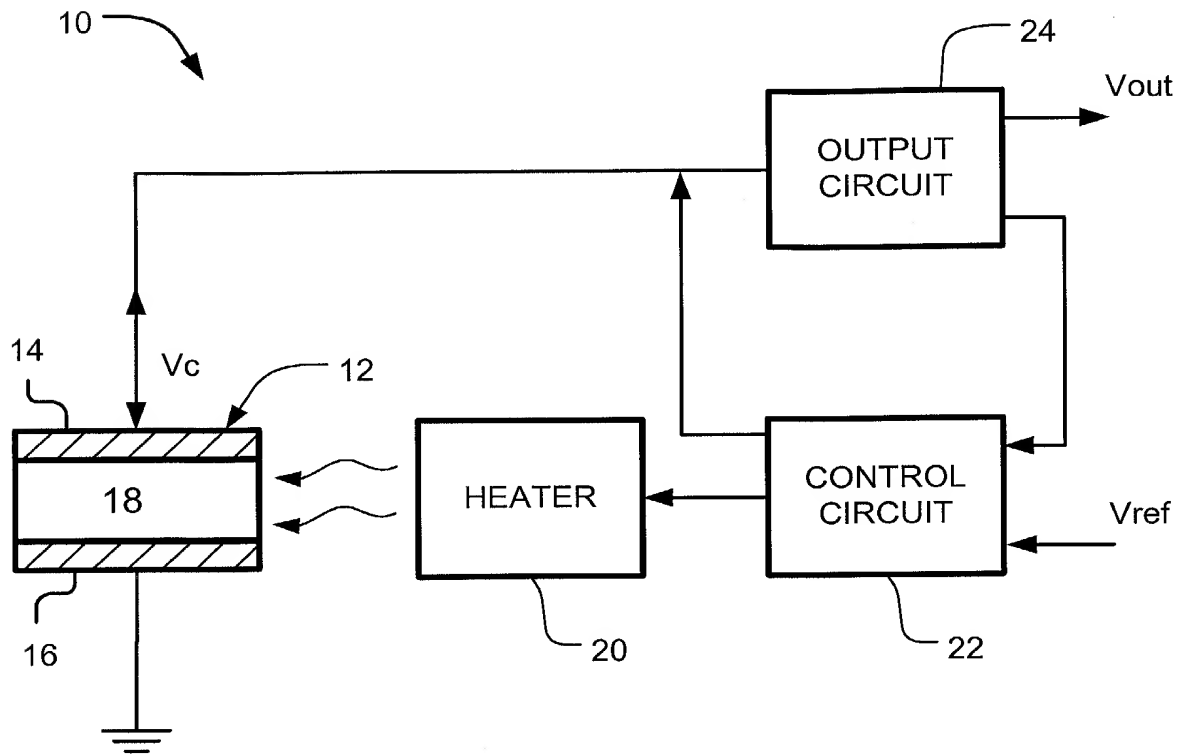 10
24
Vout
OUTPUT
CIRCUIT
14
Vc
12
18
HEATER
CONTROL
CIRCUIT
Vref
16
20
22